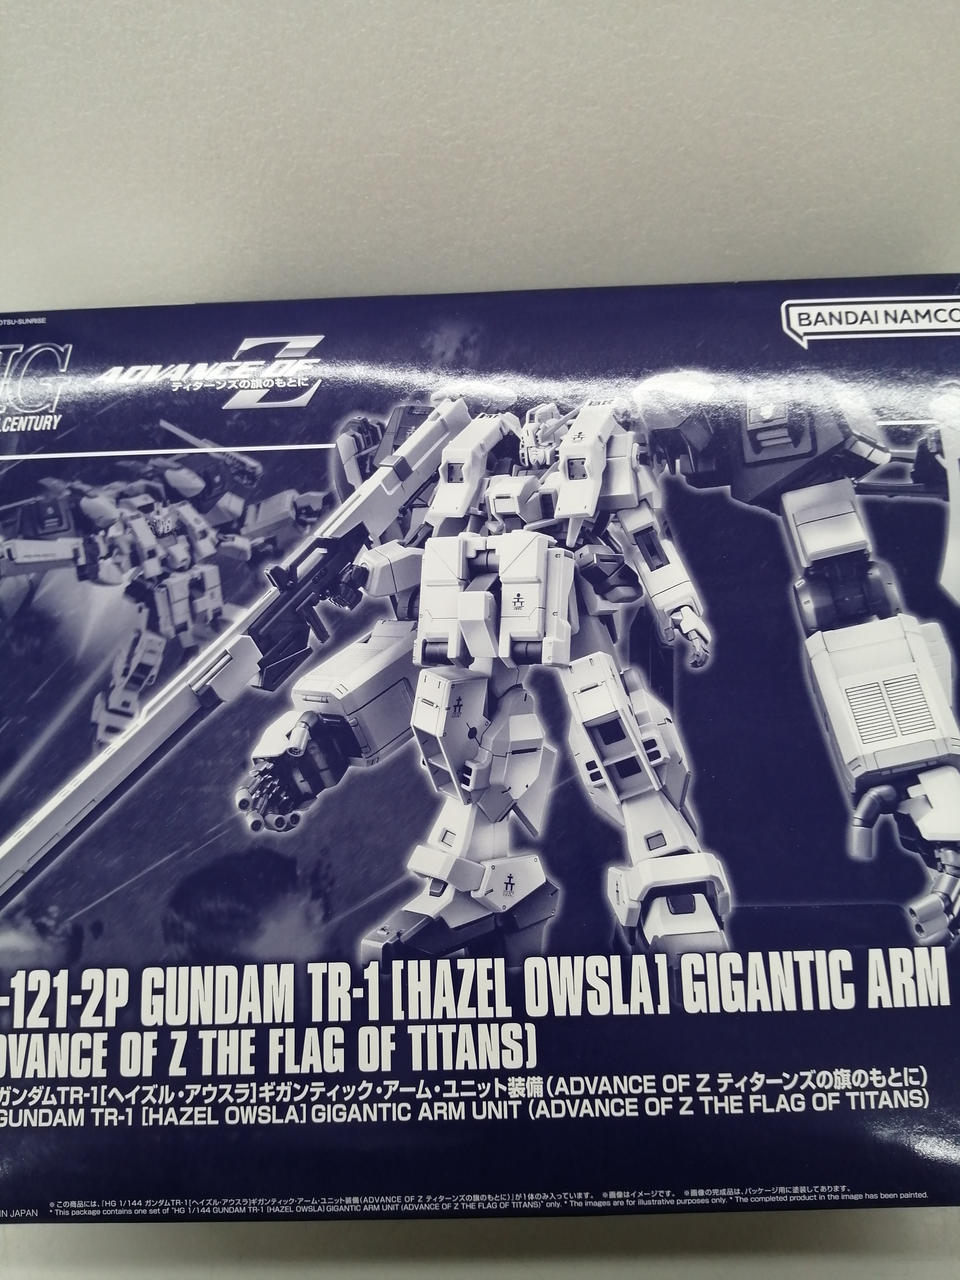 OTSU·SUNRISE
BANDAI NAMCO
HG
CENTURY
ADVANCE OF Z
ティターンズの旗のもとに
-121-2P GUNDAM TR-1 [HAZEL OWSLA] GIGANTIC ARM
DVANCE OF Z THE FLAG OF TITANS)
ガンダムTR-1[ヘイズル・アウスラ]ギガンティック・アーム・ユニット装備(ADVANCE OF Z ティターンズの旗のもとに)
GUNDAM TR-1 [HAZEL OWSLA] GIGANTIC ARM UNIT (ADVANCE OF Z THE FLAG OF TITANS)
※この商品には、「HG 1/144 ガンダムTR-1[ヘイズル・アウスラ]ギガンティック・アーム・ユニット装備(ADVANCE OF Z ティターンズの旗のもとに)」が1体のみ入っています。 ※画像はイメージです。 ※画像の完成品は、パッケージ用に塗装してあります。
IN JAPAN * This package contains one set of "HG 1/144 GUNDAM TR-1 [HAZEL OWSLA] GIGANTIC ARM UNIT (ADVANCE OF Z THE FLAG OF TITANS)" only. * The images are for illustrative purposes only. * The completed product in the image has been painted.